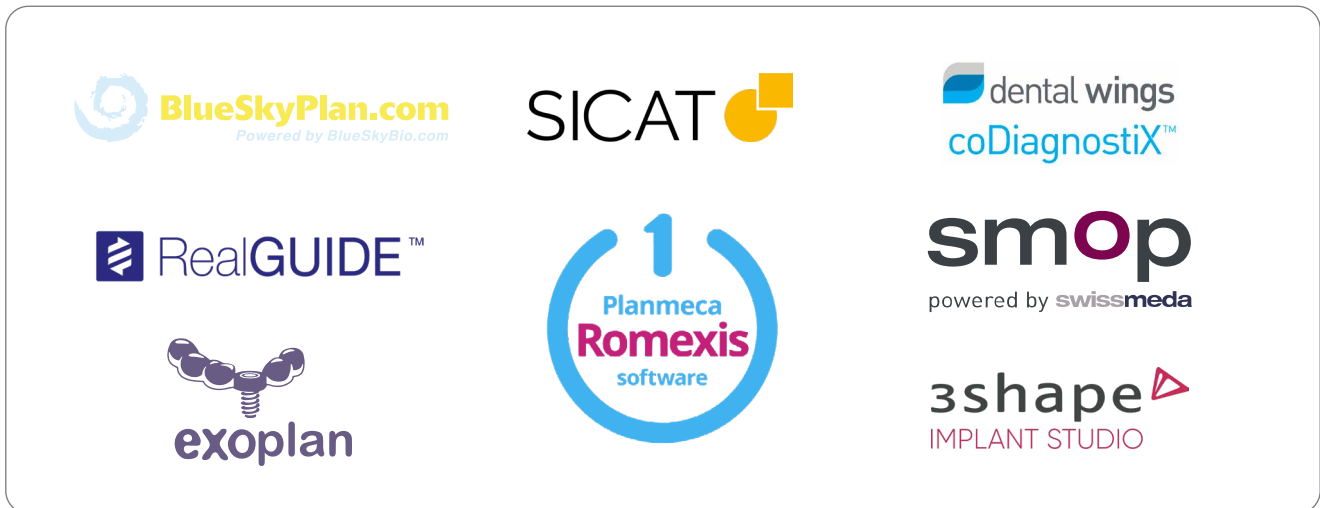 BlueSkyPlan.com
Powered by BlueSkyBio.com
SICAT
dental wings
coDiagnostiX™
RealGUIDE™
1
Planmeca
Romexis
software
smop
powered by swissmeda
exoplan
3shape
IMPLANT STUDIO